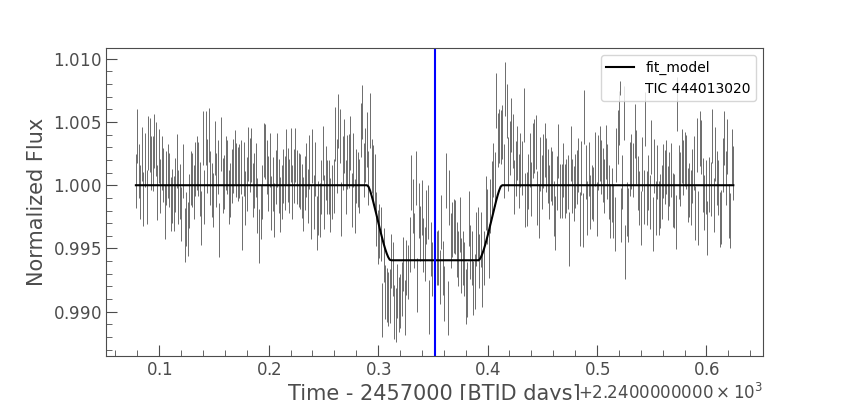 1.010
1.005
1.000
0.995
0.990
Normalized Flux
fit_model
TIC 444013020
0.1 0.2 0.3 0.4 0.5 0.6
Time - 2457000 [BTJD days]
+2.2400000000 × 10³